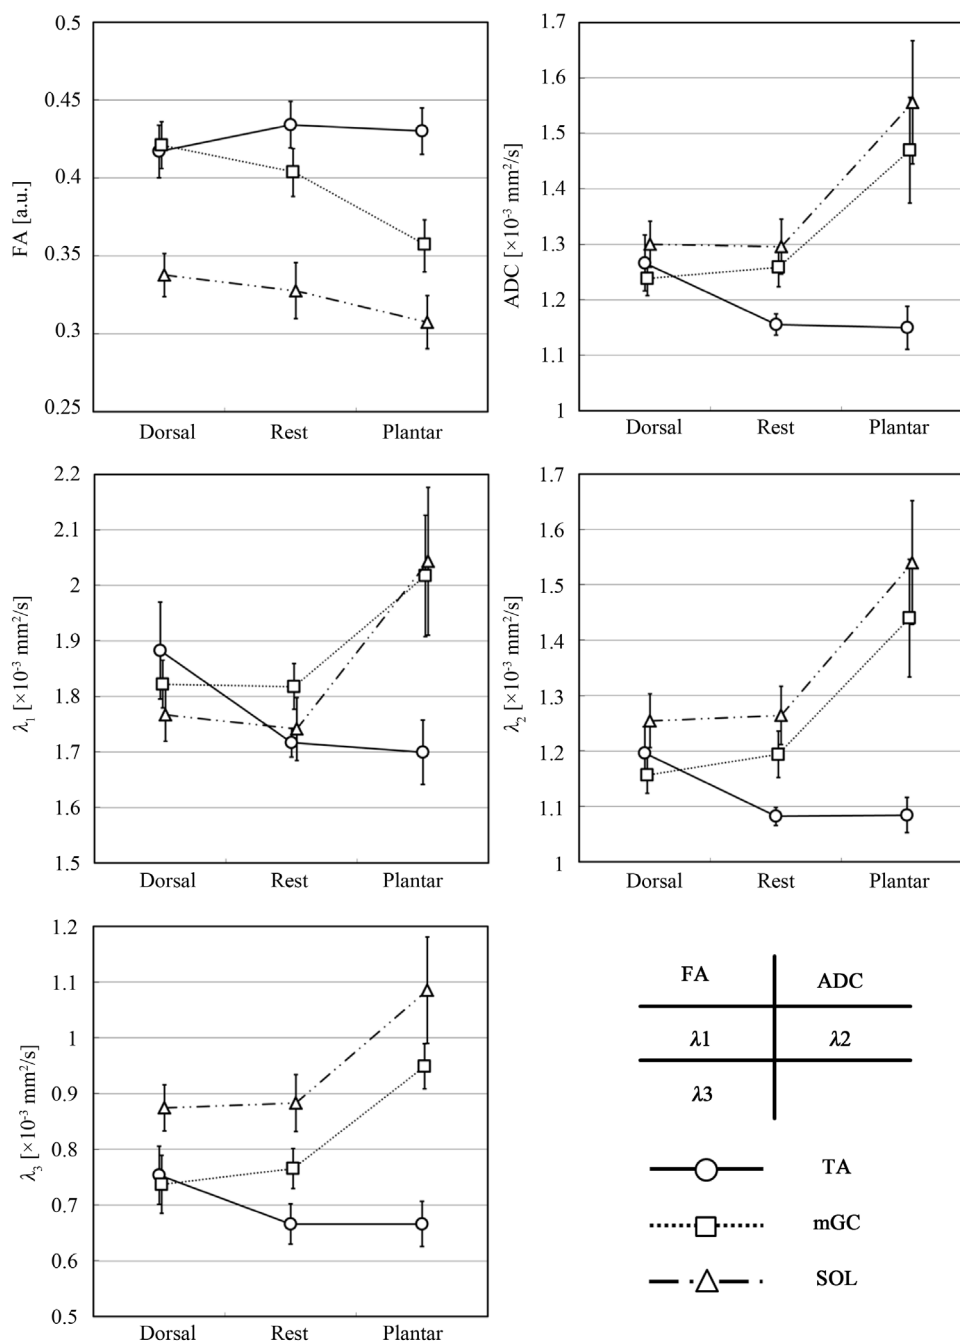 0.5
0.45
0.4
0.35
0.3
0.25
FA [a.u.]
Dorsal Rest Plantar
1.7
1.6
1.5
1.4
1.3
1.2
1.1
1
ADC [×10⁻³ mm²/s]
Dorsal Rest Plantar
2.2
2.1
2
1.9
1.8
1.7
1.6
1.5
λ₁ [×10⁻³ mm²/s]
Dorsal Rest Plantar
1.7
1.6
1.5
1.4
1.3
1.2
1.1
1
λ₂ [×10⁻³ mm²/s]
Dorsal Rest Plantar
1.2
1.1
1
0.9
0.8
0.7
0.6
0.5
λ₃ [×10⁻³ mm²/s]
Dorsal Rest Plantar
FA ADC
λ1 λ2
λ3
TA
mGC
SOL